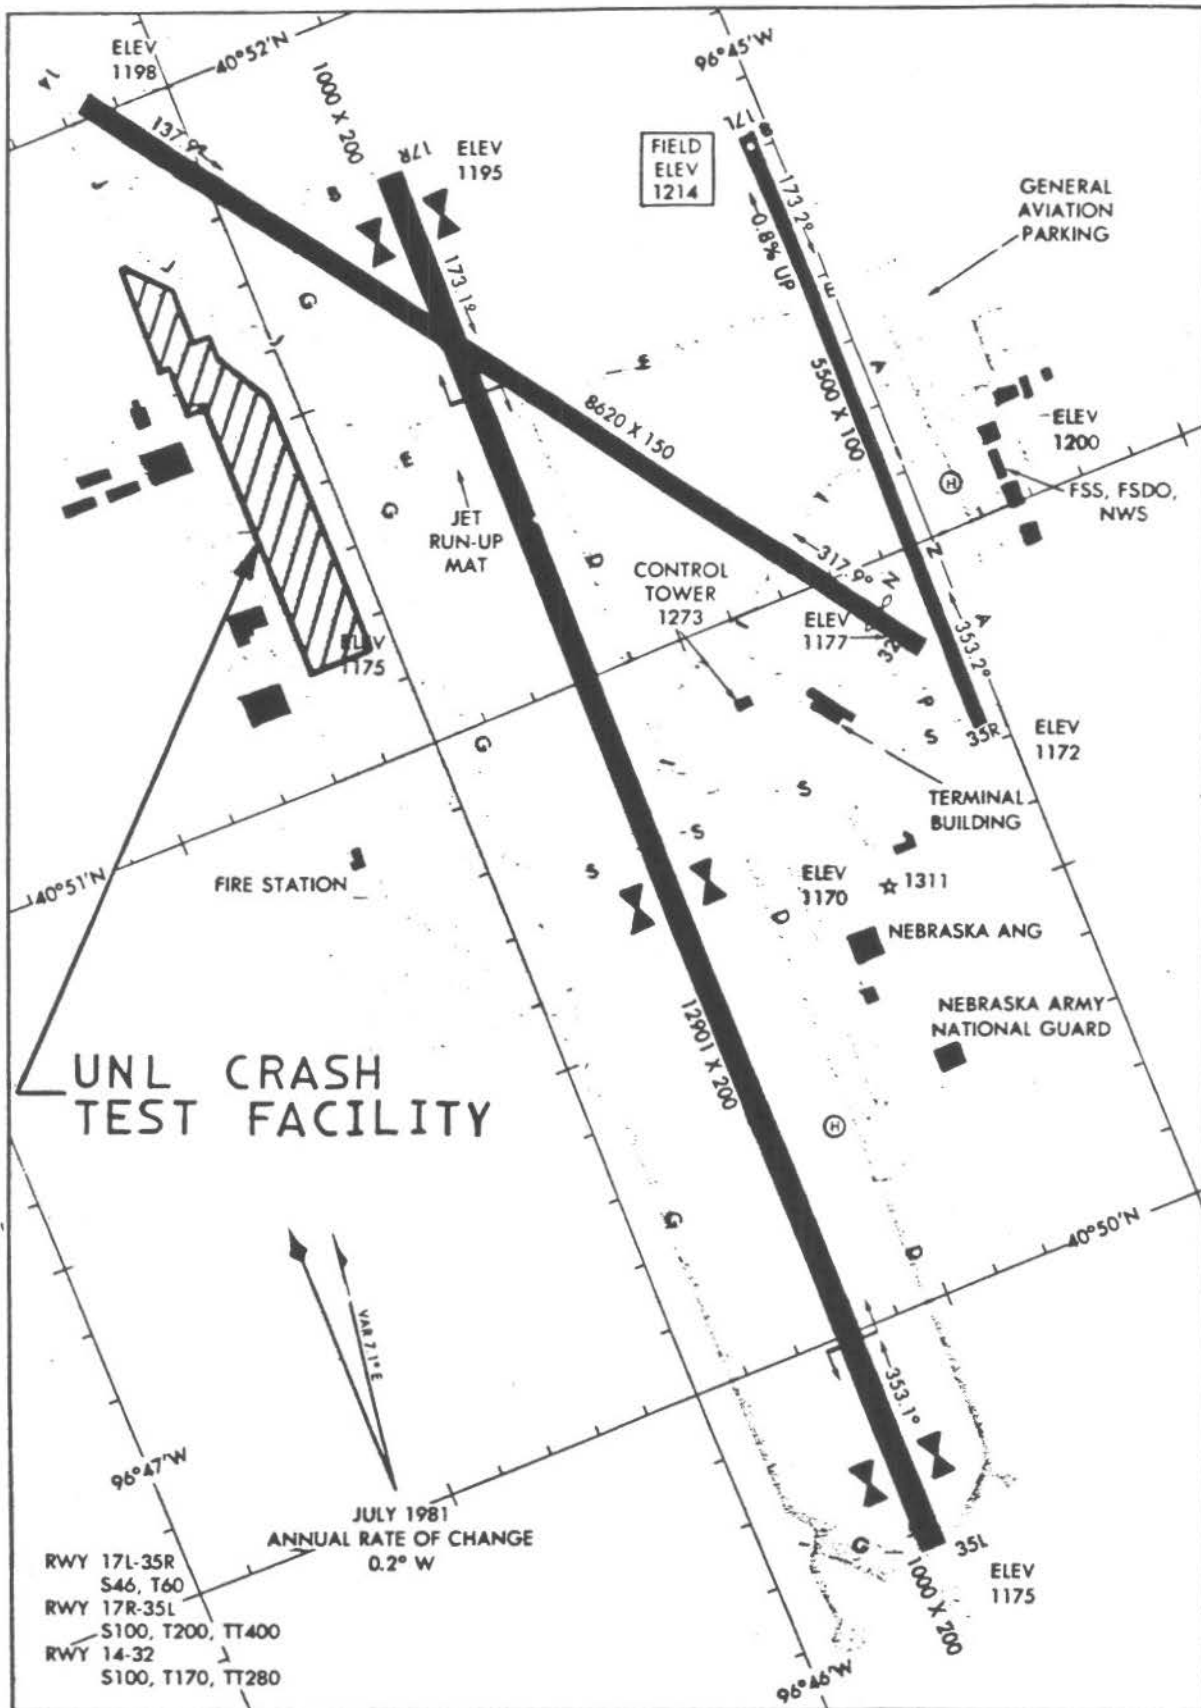 ELEV
1198
40°52'N
96°45'W
14
137.9°
1000 X 200
17R
ELEV
1195
FIELD
ELEV
1214
17L
173.2°
0.8% UP
GENERAL
AVIATION
PARKING
J
B
B
T
E
G
173.1°
J
J
W
A
8620 X 150
5500 X 100
ELEV
1200
E
G
JET
RUN-UP
MAT
H
FSS, FSDO,
NWS
D
CONTROL
TOWER
1273
317.9°
N
Z
ELEV
1177
32
A
353.2°
ELEV
1175
J
P
S
35R
ELEV
1172
G
I
S
TERMINAL
BUILDING
S
S
40°51'N
FIRE STATION
ELEV
1170
1311
D
NEBRASKA ANG
12901 X 200
NEBRASKA ARMY
NATIONAL GUARD
UNL CRASH
TEST FACILITY
H
G
D
40°50'N
VAR 7.1° E
353.1°
96°47'W
JULY 1981
ANNUAL RATE OF CHANGE
0.2° W
G
35L
1000 X 200
ELEV
1175
RWY 17L-35R
S46, T60
RWY 17R-35L
S100, T200, TT400
RWY 14-32
S100, T170, TT280
96°46'W